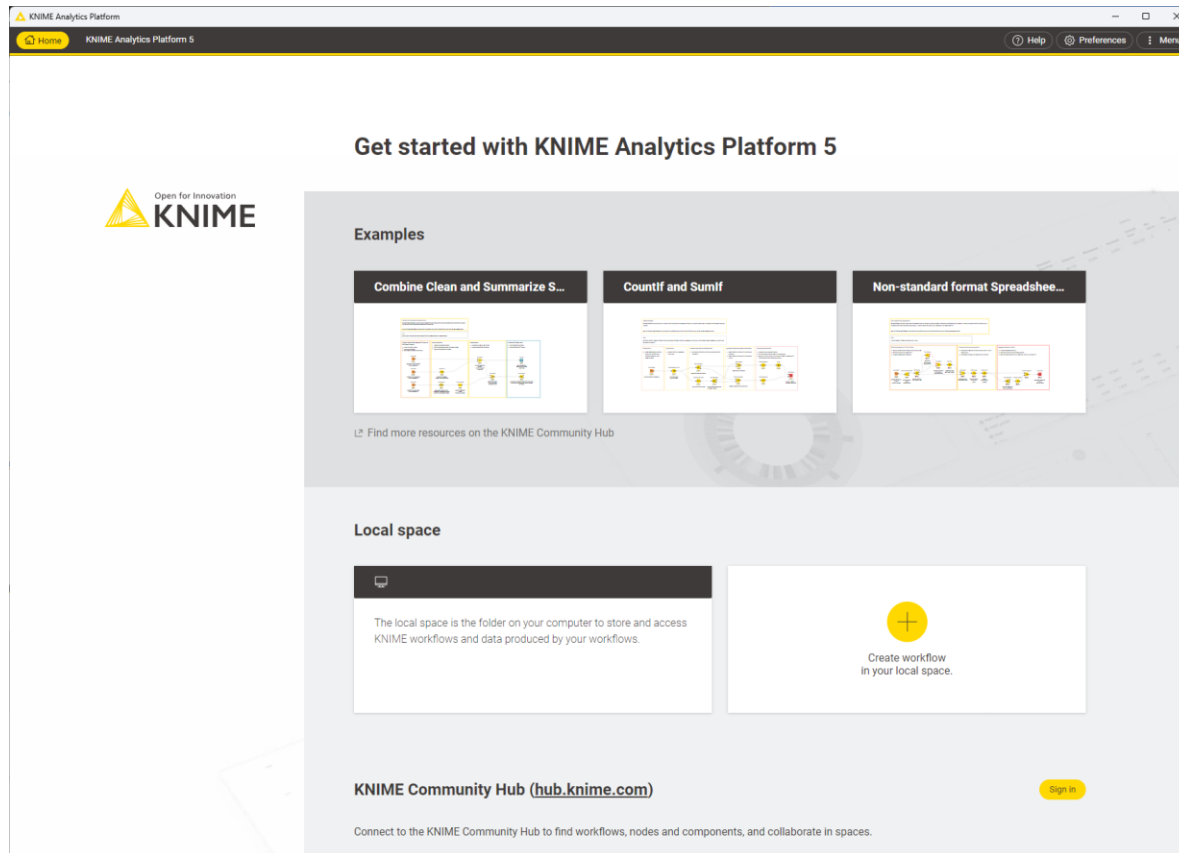 KNIME Analytics Platform
Home
KNIME Analytics Platform 5
Help
Preferences
Menu
Get started with KNIME Analytics Platform 5
Open for Innovation
KNIME
Examples
Combine Clean and Summarize S...
CountIf and SumIf
Non-standard format Spreadshee...
Find more resources on the KNIME Community Hub
Local space
The local space is the folder on your computer to store and access
KNIME workflows and data produced by your workflows.
Create workflow
in your local space.
KNIME Community Hub (hub.knime.com)
Sign in
Connect to the KNIME Community Hub to find workflows, nodes and components, and collaborate in spaces.